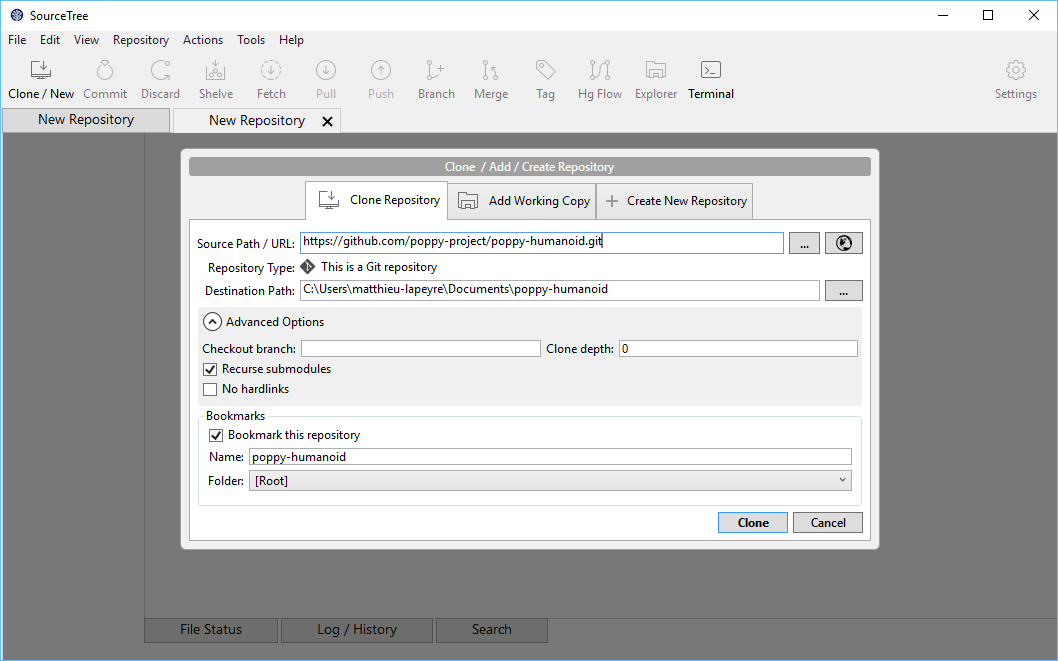 SourceTree
File Edit View Repository Actions Tools Help
Clone / New Commit Discard Shelve Fetch Pull Push Branch Merge Tag Hg Flow Explorer Terminal Settings
New Repository New Repository
Clone / Add / Create Repository
Clone Repository Add Working Copy Create New Repository
Source Path / URL: https://github.com/poppy-project/poppy-humanoid.git ...
Repository Type: This is a Git repository
Destination Path: C:\Users\matthieu-lapeyre\Documents\poppy-humanoid ...
Advanced Options
Checkout branch: Clone depth: 0
Recurse submodules
No hardlinks
Bookmarks
Bookmark this repository
Name: poppy-humanoid
Folder: [Root]
Clone Cancel
File Status Log / History Search